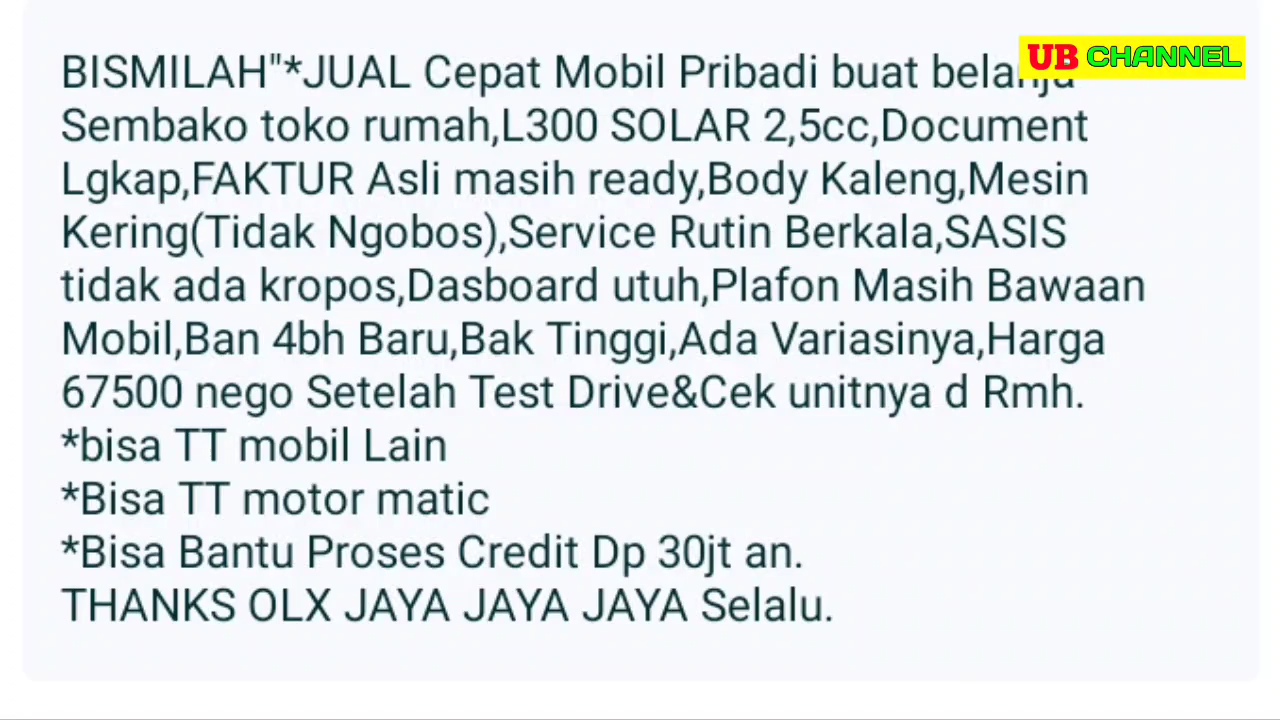 BISMILAH"*JUAL Cepat Mobil Pribadi buat belanja
UB CHANNEL
Sembako toko rumah,L300 SOLAR 2,5cc,Document
Lgkap,FAKTUR Asli masih ready,Body Kaleng,Mesin
Kering(Tidak Ngobos),Service Rutin Berkala,SASIS
tidak ada kropos,Dasboard utuh,Plafon Masih Bawaan
Mobil,Ban 4bh Baru,Bak Tinggi,Ada Variasinya,Harga
67500 nego Setelah Test Drive&Cek unitnya d Rmh.
*bisa TT mobil Lain
*Bisa TT motor matic
*Bisa Bantu Proses Credit Dp 30jt an.
THANKS OLX JAYA JAYA JAYA Selalu.